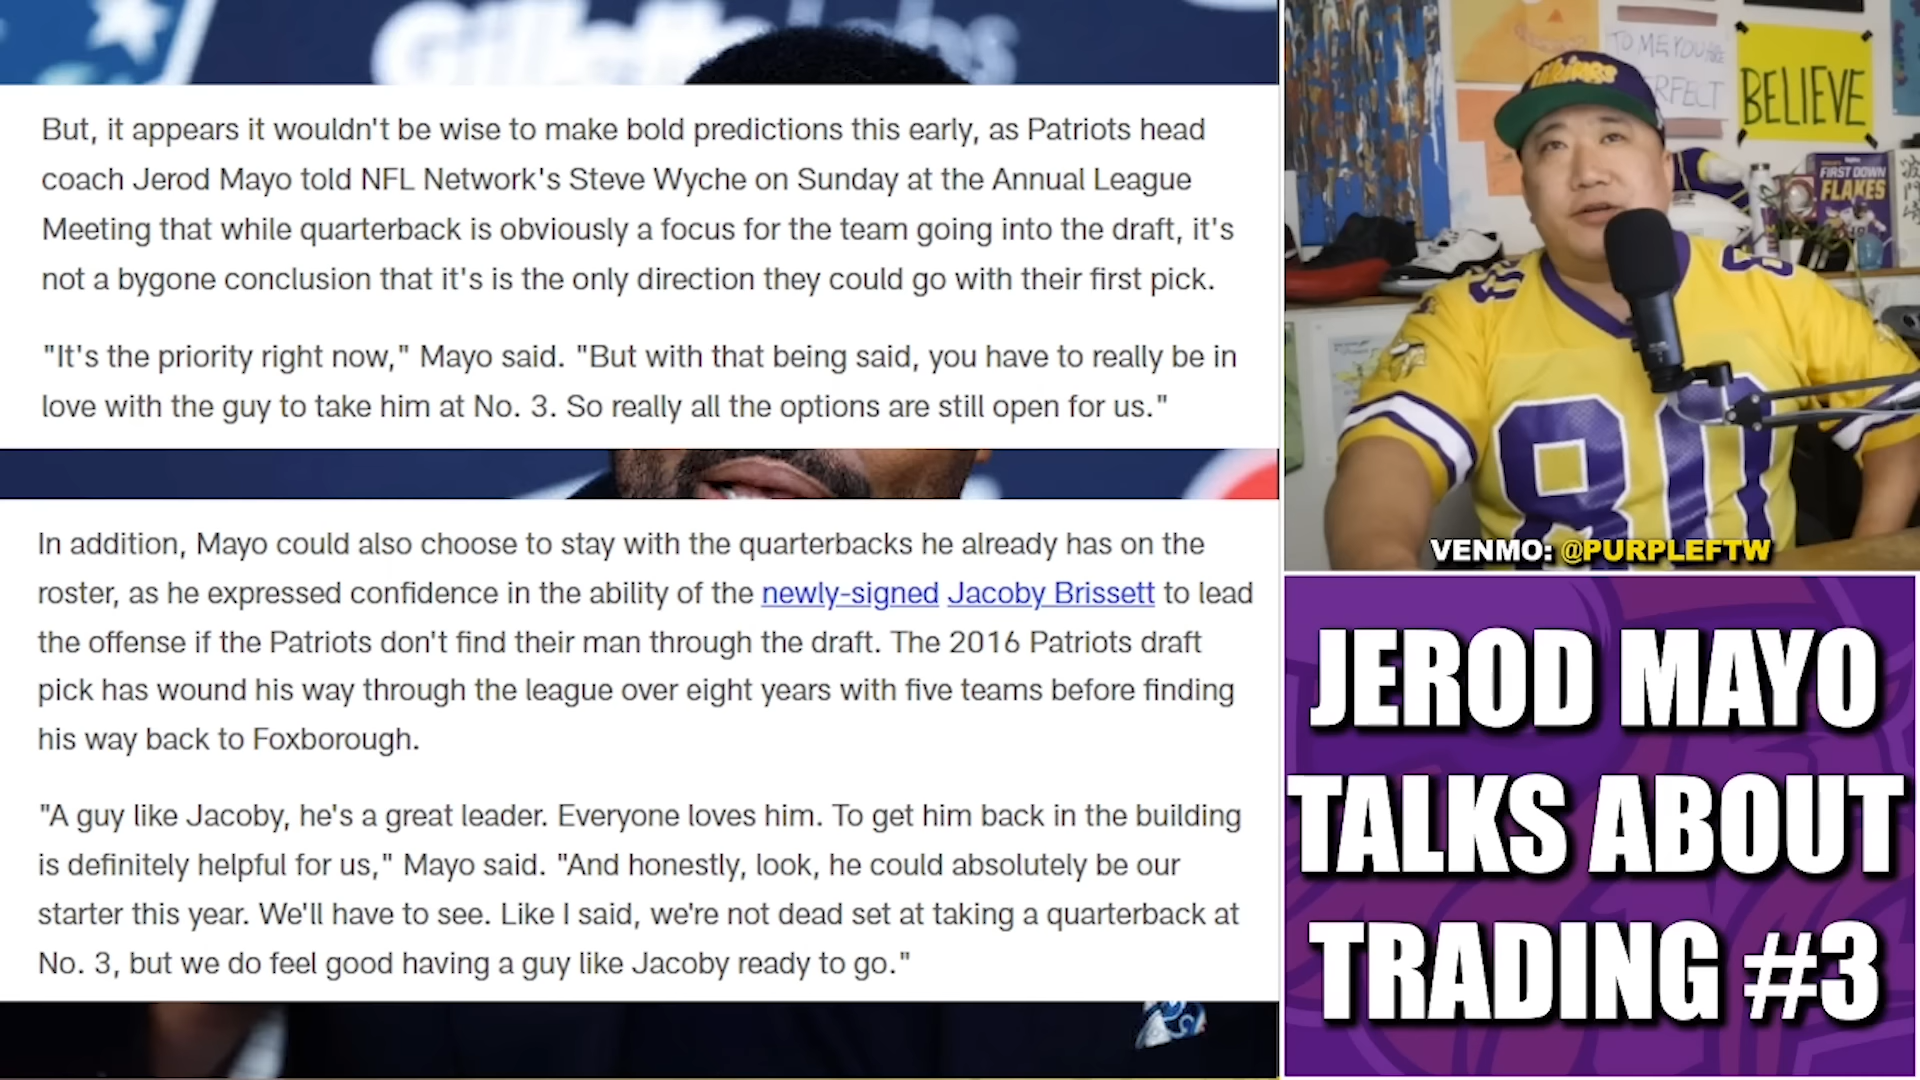 Gillette Labs
But, it appears it wouldn't be wise to make bold predictions this early, as Patriots head
coach Jerod Mayo told NFL Network's Steve Wyche on Sunday at the Annual League
Meeting that while quarterback is obviously a focus for the team going into the draft, it's
not a bygone conclusion that it's is the only direction they could go with their first pick.
"It's the priority right now," Mayo said. "But with that being said, you have to really be in
love with the guy to take him at No. 3. So really all the options are still open for us."
In addition, Mayo could also choose to stay with the quarterbacks he already has on the
roster, as he expressed confidence in the ability of the newly-signed Jacoby Brissett to lead
the offense if the Patriots don't find their man through the draft. The 2016 Patriots draft
pick has wound his way through the league over eight years with five teams before finding
his way back to Foxborough.
"A guy like Jacoby, he's a great leader. Everyone loves him. To get him back in the building
is definitely helpful for us," Mayo said. "And honestly, look, he could absolutely be our
starter this year. We'll have to see. Like I said, we're not dead set at taking a quarterback at
No. 3, but we do feel good having a guy like Jacoby ready to go."
TO ME, YOU ARE
PERFECT
BELIEVE
Vikings
FIRST DOWN
FLAKES
80
VENMO: @PURPLEFTW
JEROD MAYO
TALKS ABOUT
TRADING #3